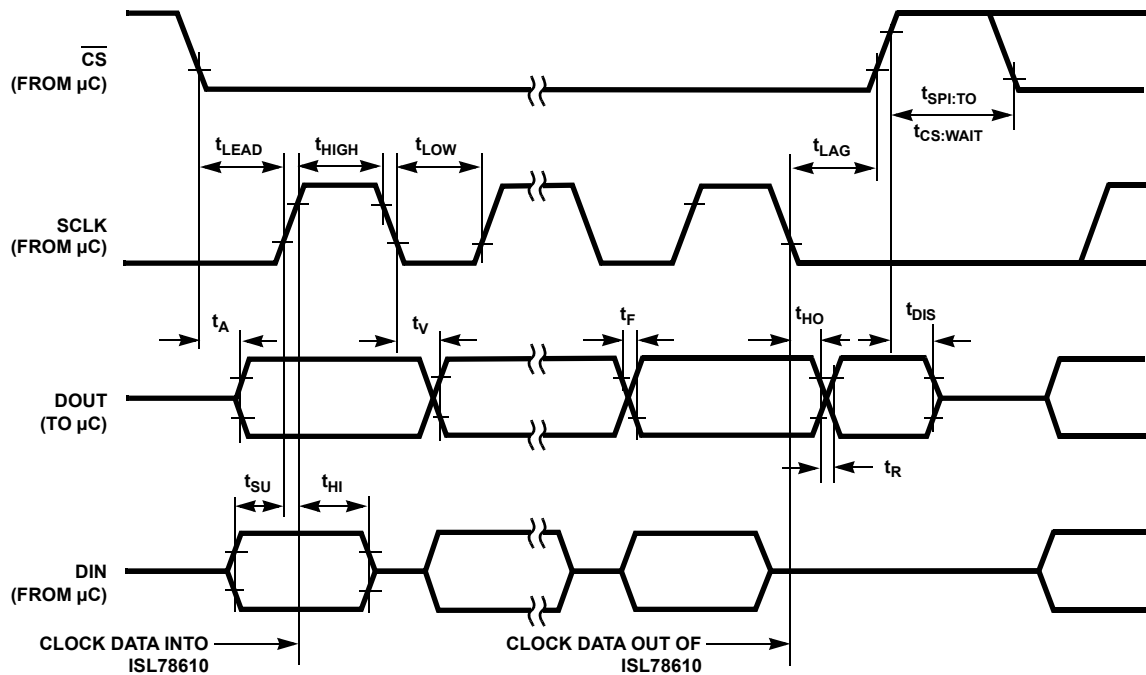 CS
(FROM µC)
tSPI:TO
tCS:WAIT
tLEAD
tHIGH
tLOW
tLAG
SCLK
(FROM µC)
tA
tV
tF
tHO
tDIS
DOUT
(TO µC)
tR
tSU
tHI
DIN
(FROM µC)
CLOCK DATA INTO
ISL78610
CLOCK DATA OUT OF
ISL78610